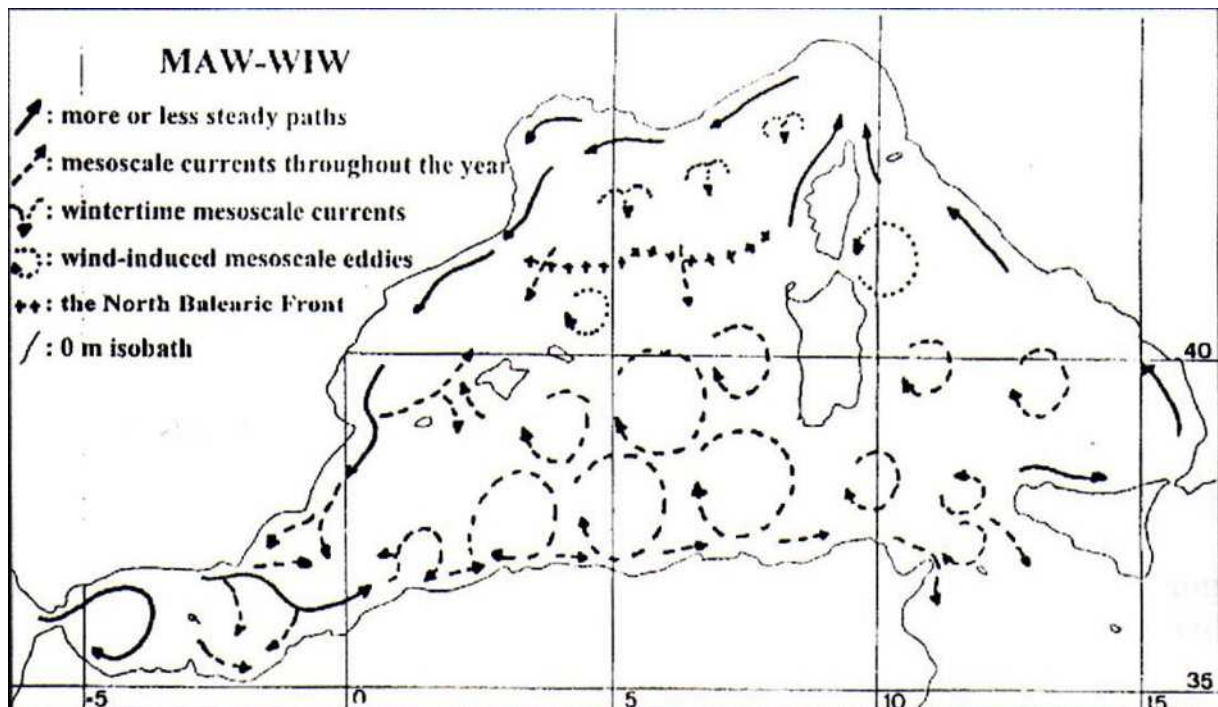 MAW-WIW
: more or less steady paths
: mesoscale currents throughout the year
: wintertime mesoscale currents
: wind-induced mesoscale eddies
: the North Balearic Front
: 0 m isobath
40
35
-5
0
5
10
15